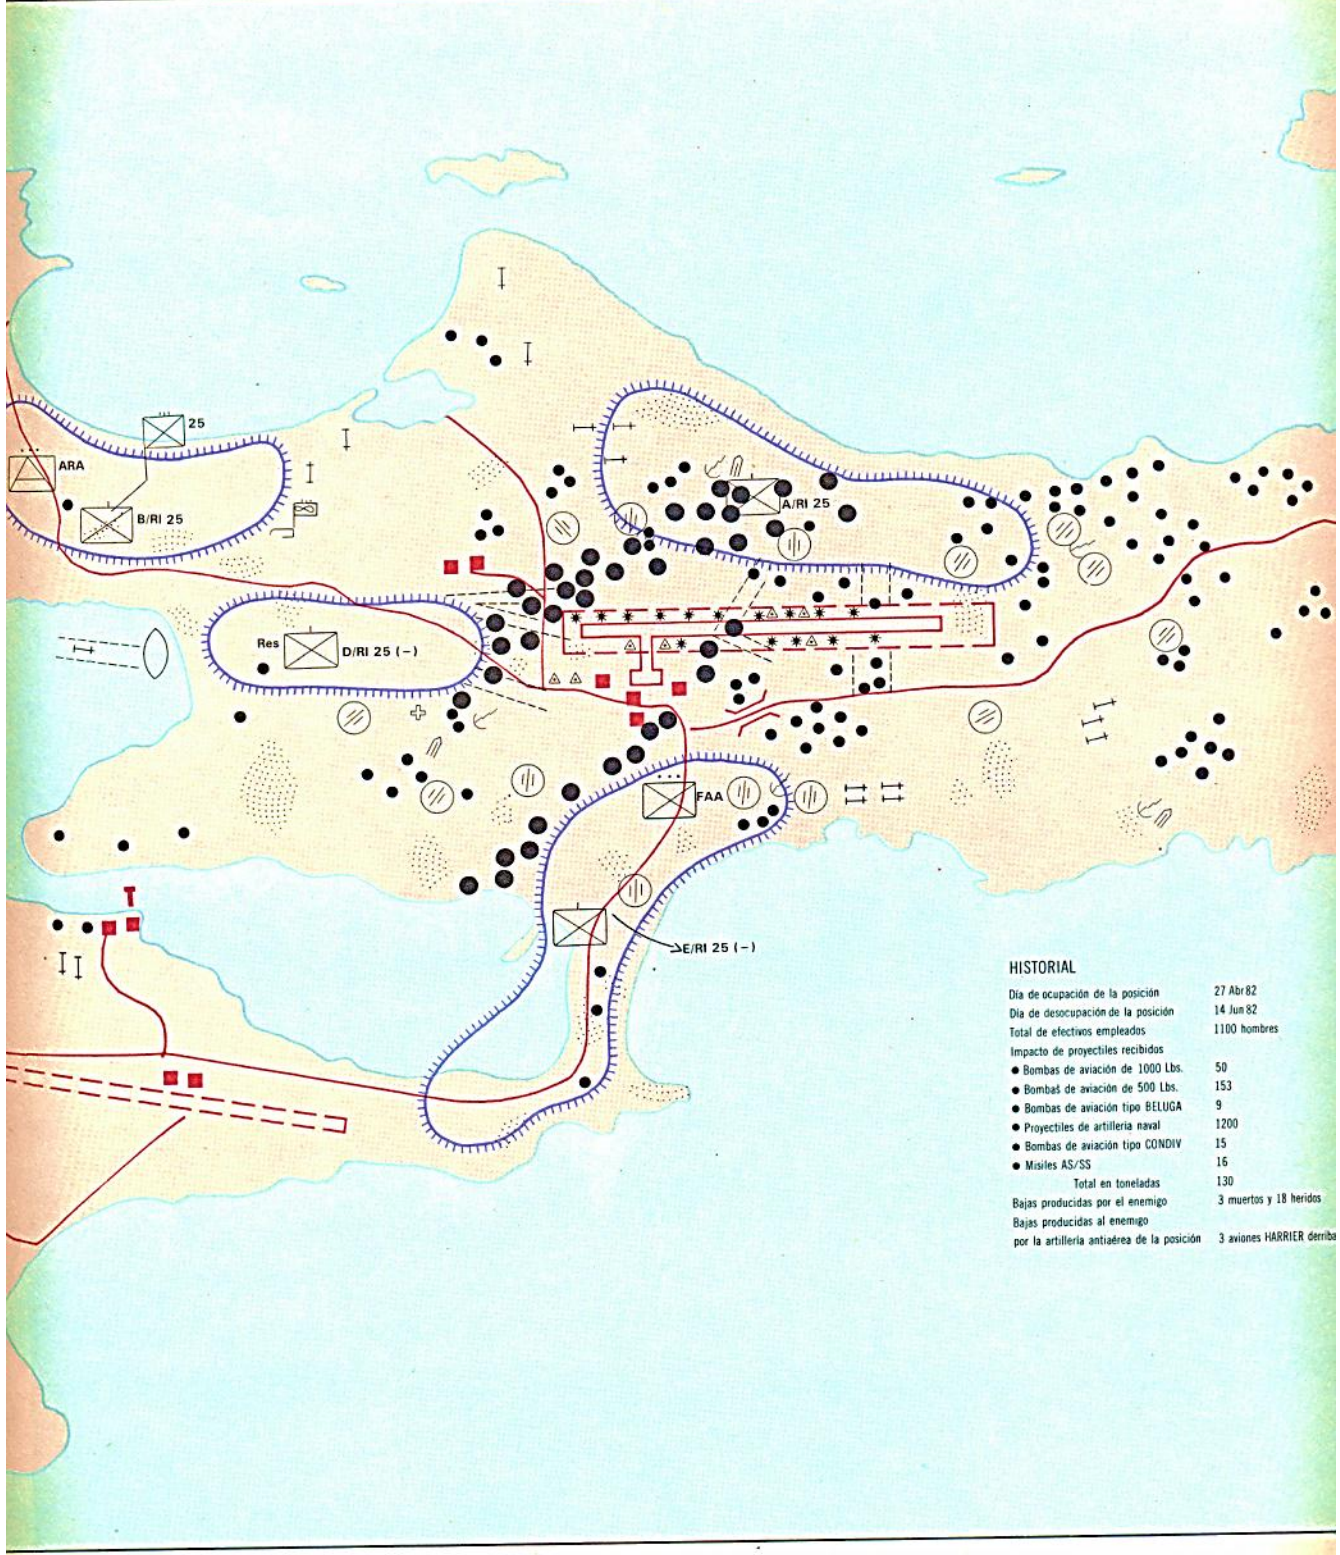 25
ARA
B/RI 25
A/RI 25
Res
D/RI 25 (-)
FAA
E/RI 25 (-)
HISTORIAL
Día de ocupación de la posición 27 Abr 82
Día de desocupación de la posición 14 Jun 82
Total de efectivos empleados 1100 hombres
Impacto de proyectiles recibidos
● Bombas de aviación de 1000 Lbs. 50
● Bombas de aviación de 500 Lbs. 153
● Bombas de aviación tipo BELUGA 9
● Proyectiles de artillería naval 1200
● Bombas de aviación tipo CONDIV 15
● Misiles AS/SS 16
Total en toneladas 130
Bajas producidas por el enemigo 3 muertos y 18 heridos
Bajas producidas al enemigo
por la artillería antiaérea de la posición 3 aviones HARRIER derriba